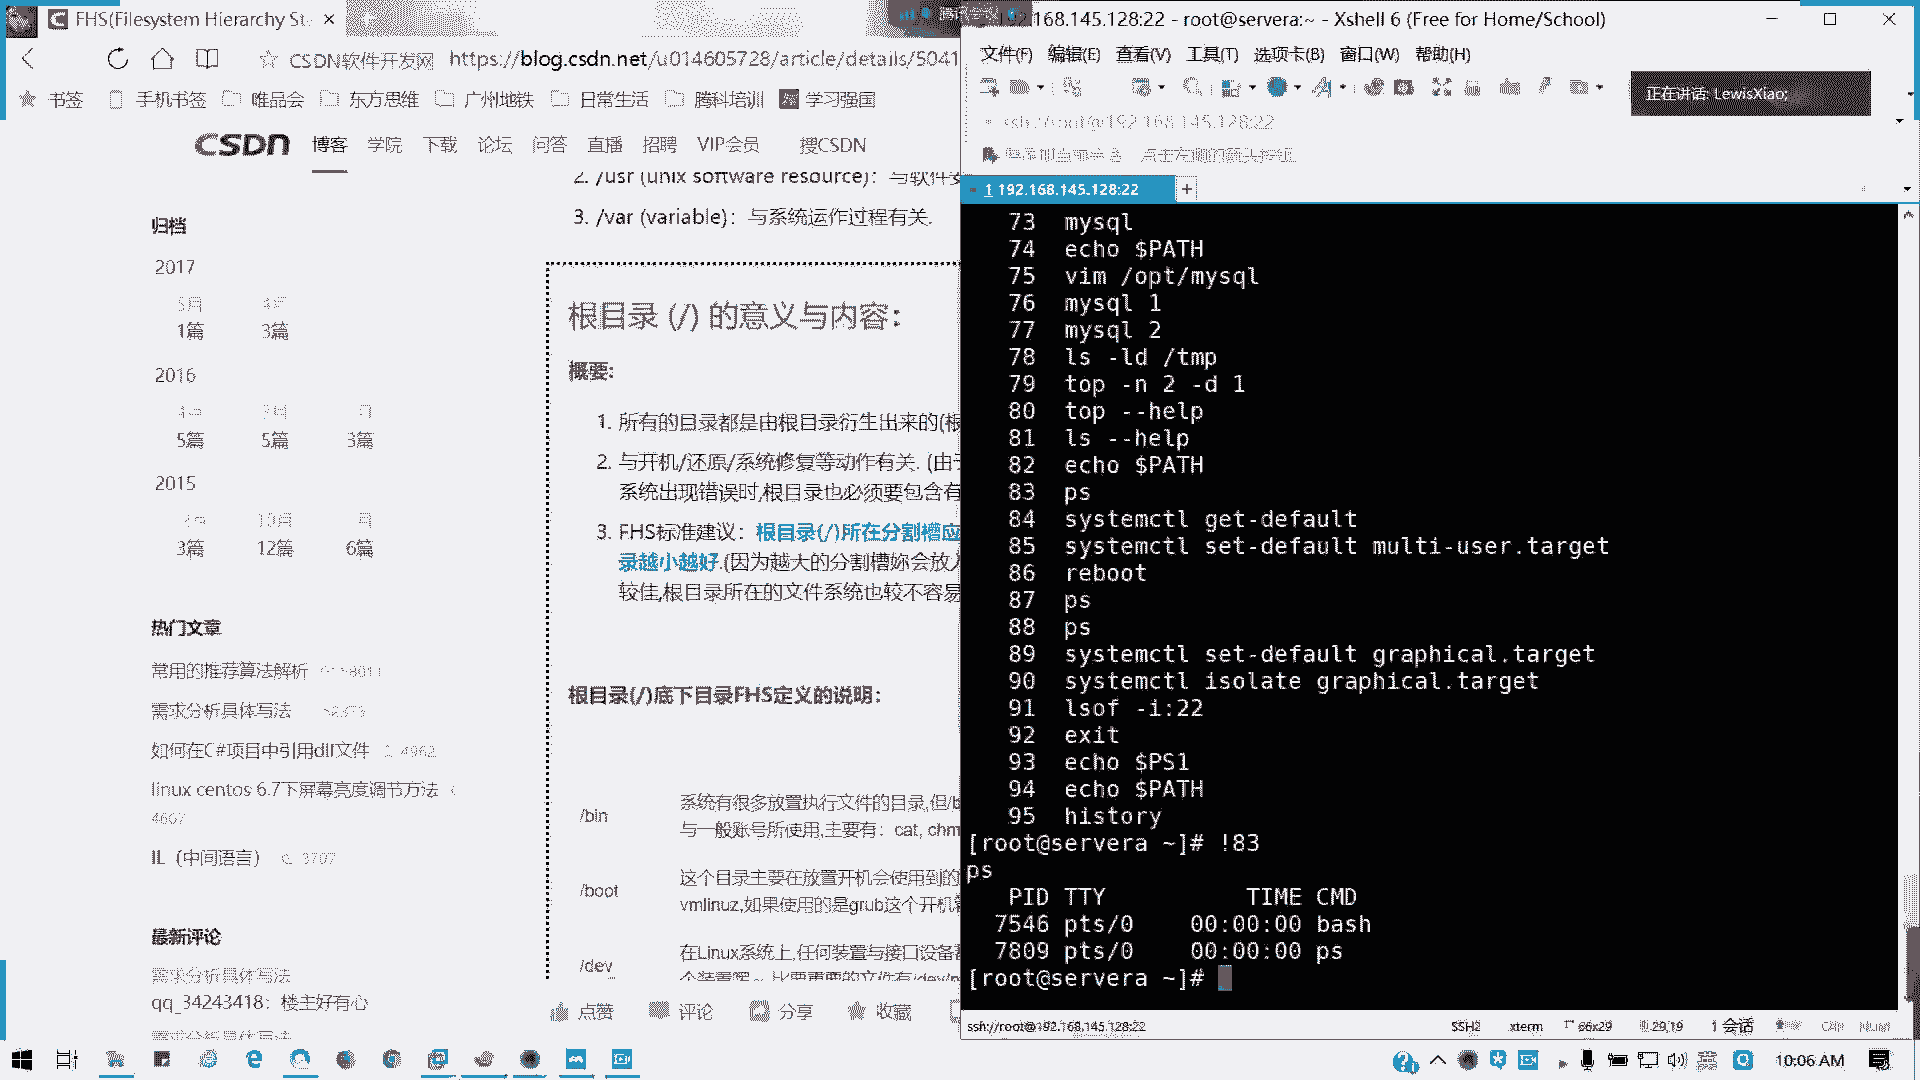 FHS(Filesystem Hierarchy St
CSDN软件开发网 https://blog.csdn.net/u014605728/article/details/5041
书签 手机书签 唯品会 东方思维 广州地铁 日常生活 腾科培训 学习强国
CSDN 博客 学院 下载 论坛 问答 直播 招聘 VIP会员 搜CSDN
归档
2017
1篇 3篇
2016
5篇 5篇 3篇
2015
3篇 12篇 6篇
热门文章
常用的推荐算法解析
需求分析具体写法
如何在C#项目中引用dll文件 4962
linux centos 6.7下屏幕亮度调节方法
4607
IL（中间语言） 3707
最新评论
需求分析具体写法
qq_34243418：楼主好有心
2. /usr (unix software resource)：与软件安
3. /var (variable)：与系统运作过程有关.
根目录 (/) 的意义与内容：
概要:
1. 所有的目录都是由根目录衍生出来的(根
2. 与开机/还原/系统修复等动作有关. (由于
系统出现错误时,根目录也必须要包含有
3. FHS标准建议：根目录(/)所在分割槽应
录越小越好.(因为越大的分割槽妳会放入
较佳,根目录所在的文件系统也较不容易
根目录(/)底下目录FHS定义的说明：
/bin
系统有很多放置执行文件的目录,但/b
与一般账号所使用,主要有：cat, chm
/boot
这个目录主要在放置开机会使用到的
vmlinuz,如果使用的是grub这个开机
/dev
在Linux系统上,任何装置与接口设备
点赞 评论 分享 收藏
192.168.145.128:22 - root@servera:~ - Xshell 6 (Free for Home/School)
文件(F) 编辑(E) 查看(V) 工具(T) 选项卡(B) 窗口(W) 帮助(H)
正在讲话: LewisXiao;
ssh://root@192.168.145.128:22
1 192.168.145.128:22 +
73 mysql
74 echo $PATH
75 vim /opt/mysql
76 mysql 1
77 mysql 2
78 ls -ld /tmp
79 top -n 2 -d 1
80 top --help
81 ls --help
82 echo $PATH
83 ps
84 systemctl get-default
85 systemctl set-default multi-user.target
86 reboot
87 ps
88 ps
89 systemctl set-default graphical.target
90 systemctl isolate graphical.target
91 lsof -i:22
92 exit
93 echo $PS1
94 echo $PATH
95 history
[root@servera ~]# !83
ps
PID TTY TIME CMD
7546 pts/0 00:00:00 bash
7809 pts/0 00:00:00 ps
[root@servera ~]#
ssh://root@192.168.145.128:22 SSH2 xterm 66x29 29,19 1 会话
10:06 AM